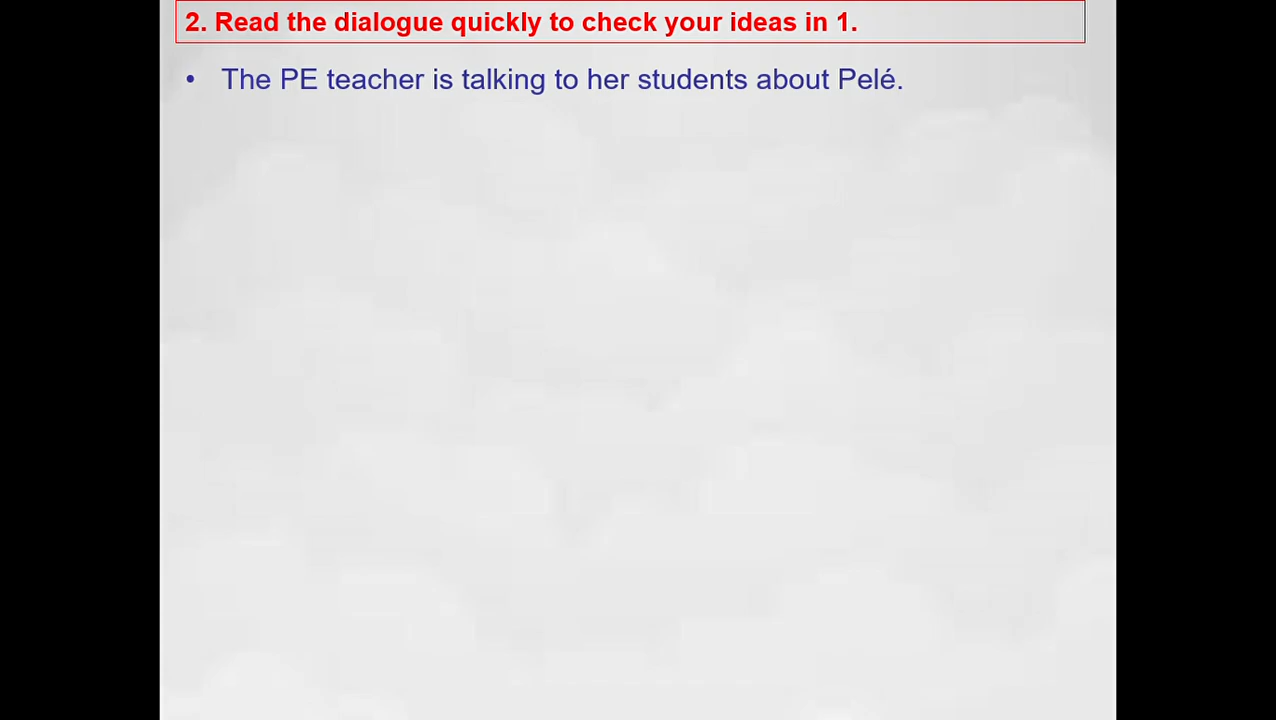 2. Read the dialogue quickly to check your ideas in 1.
• The PE teacher is talking to her students about Pelé.